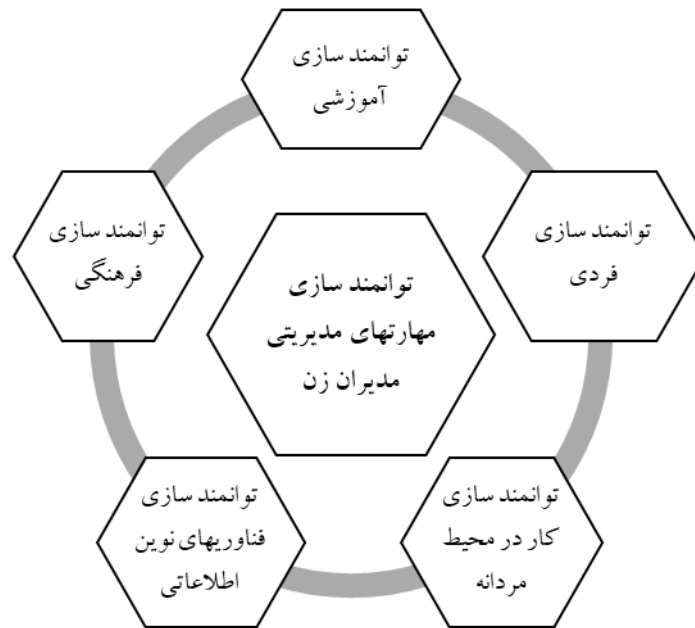 توانمند سازی
آموزشی
توانمند سازی
فردی
توانمند سازی
کار در محیط
مردانه
توانمند سازی
فناوریهای نوین
اطلاعاتی
توانمند سازی
فرهنگی
توانمند سازی
مهارتهای مدیریتی
مدیران زن